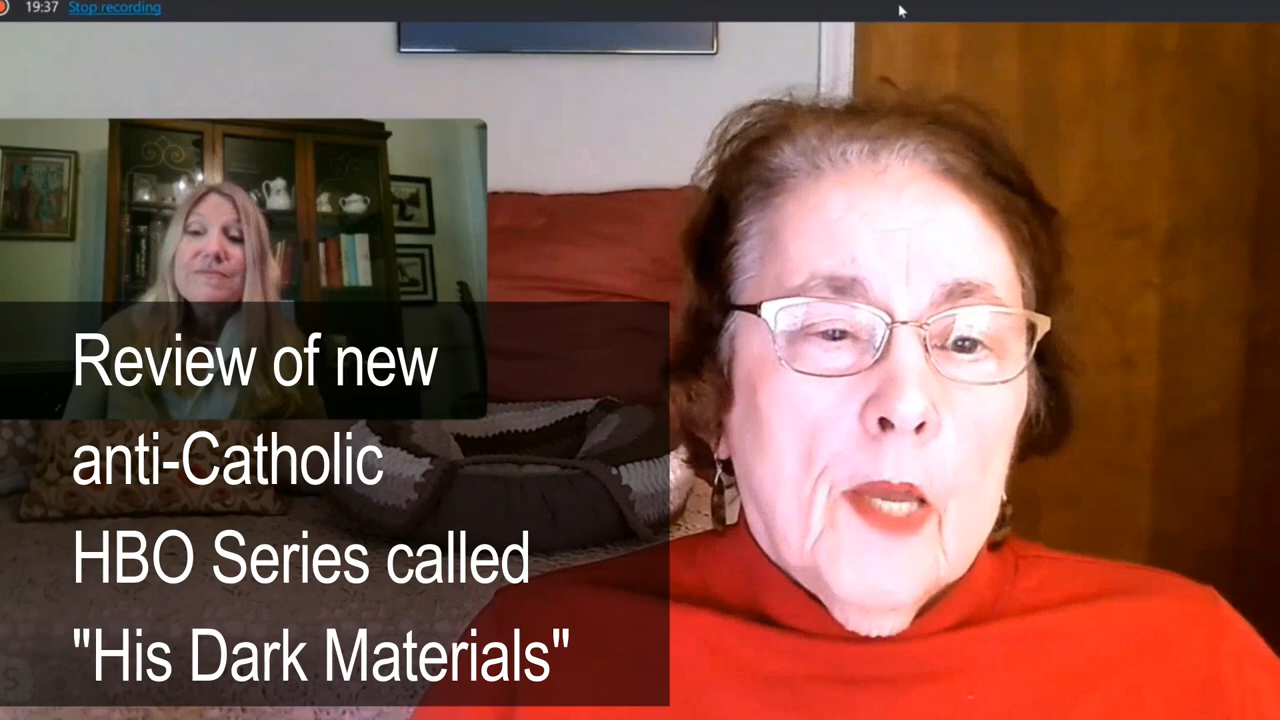 19:37 Stop recording
Review of new
anti-Catholic
HBO Series called
"His Dark Materials"